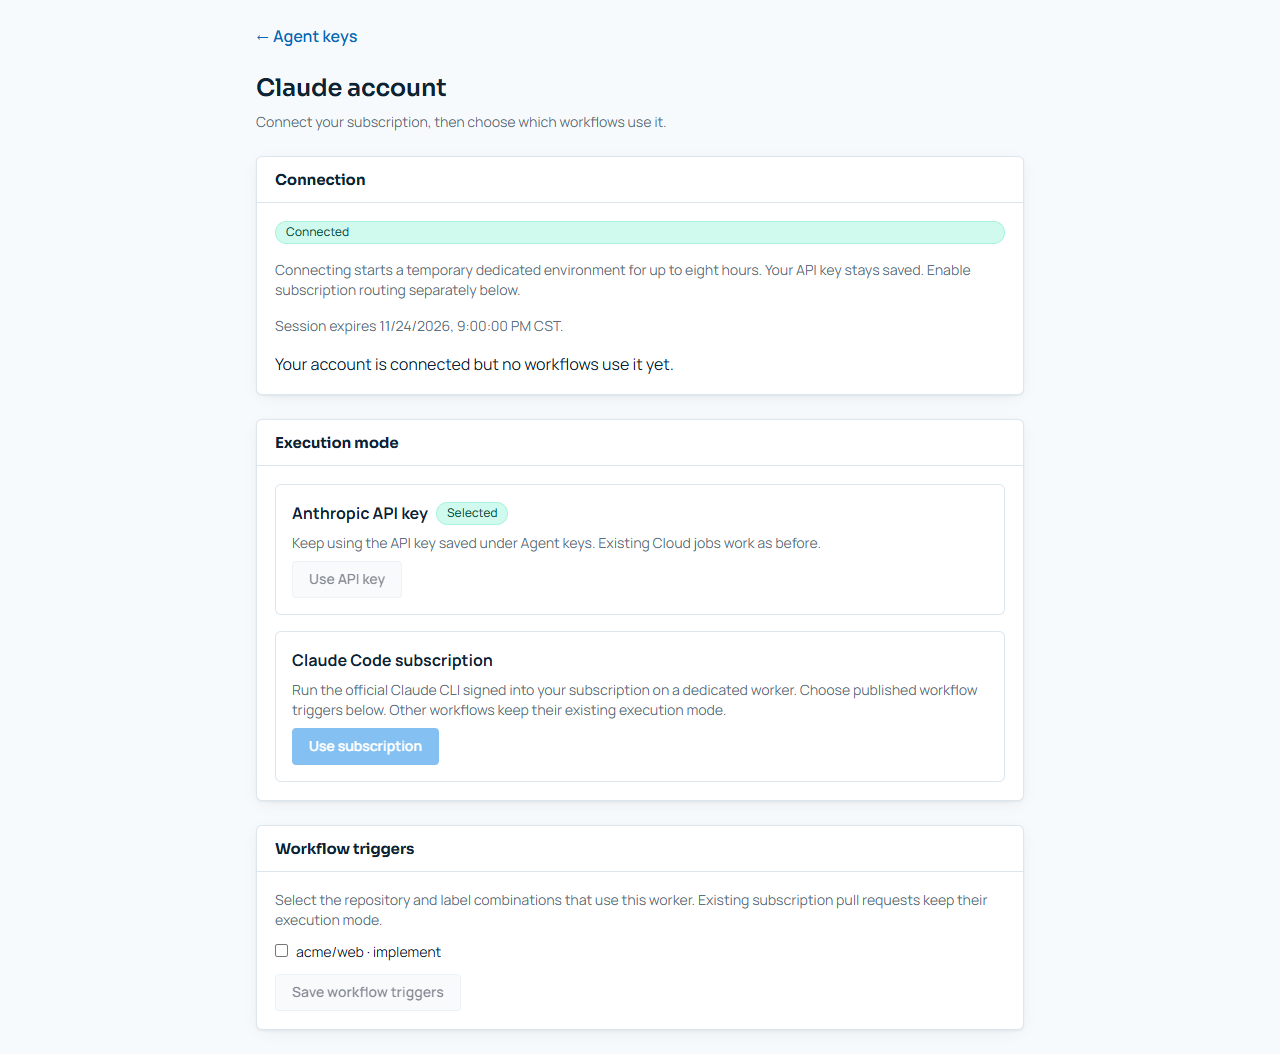 ← Agent keys
Claude account
Connect your subscription, then choose which workflows use it.
Connection
Connected
Connecting starts a temporary dedicated environment for up to eight hours. Your API key stays saved. Enable
subscription routing separately below.
Session expires 11/24/2026, 9:00:00 PM CST.
Your account is connected but no workflows use it yet.
Execution mode
Anthropic API key Selected
Keep using the API key saved under Agent keys. Existing Cloud jobs work as before.
Use API key
Claude Code subscription
Run the official Claude CLI signed into your subscription on a dedicated worker. Choose published workflow
triggers below. Other workflows keep their existing execution mode.
Use subscription
Workflow triggers
Select the repository and label combinations that use this worker. Existing subscription pull requests keep their
execution mode.
acme/web · implement
Save workflow triggers